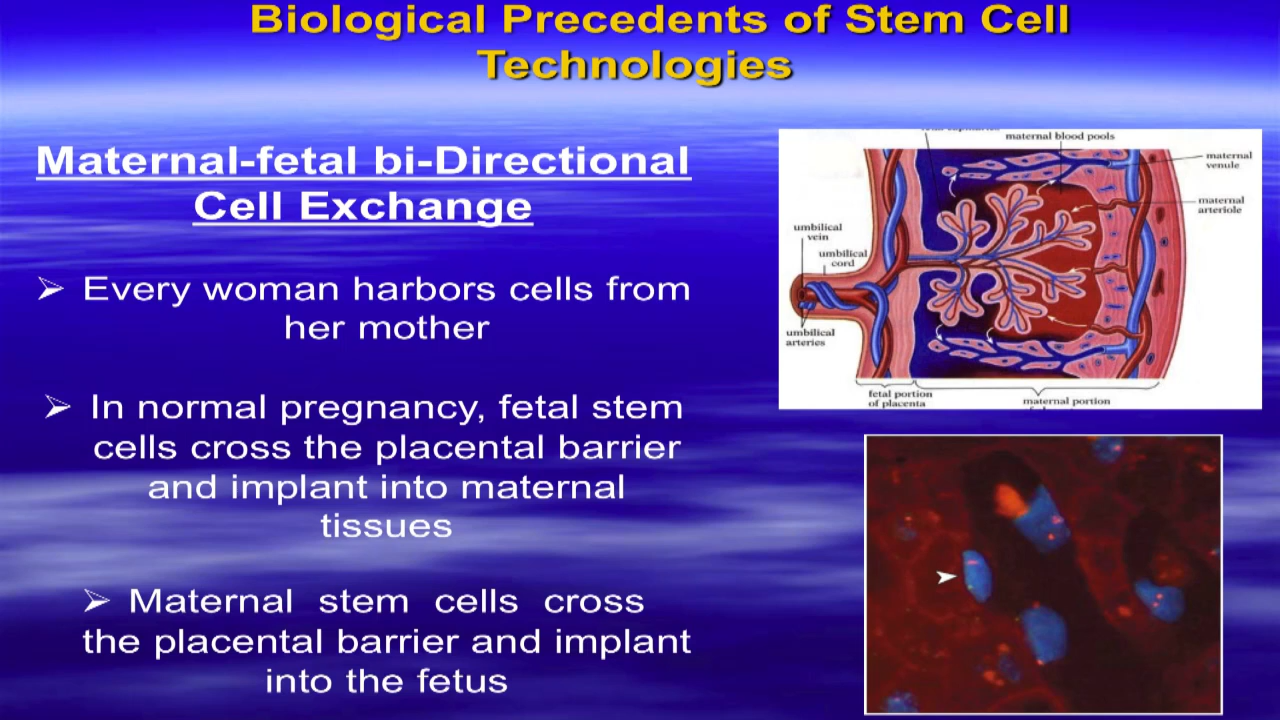 Biological Precedents of Stem Cell
Technologies
Maternal-fetal bi-Directional
Cell Exchange
➢ Every woman harbors cells from
her mother
➢ In normal pregnancy, fetal stem
cells cross the placental barrier
and implant into maternal
tissues
➢ Maternal stem cells cross
the placental barrier and implant
into the fetus
maternal blood pools
maternal
venule
maternal
arteriole
umbilical
vein
umbilical
cord
umbilical
arteries
fetal portion
of placenta
maternal portion